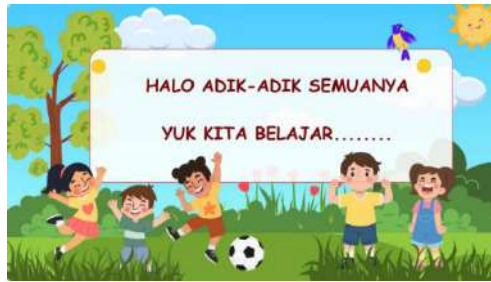 HALO ADIK-ADIK SEMUANYA
YUK KITA BELAJAR........